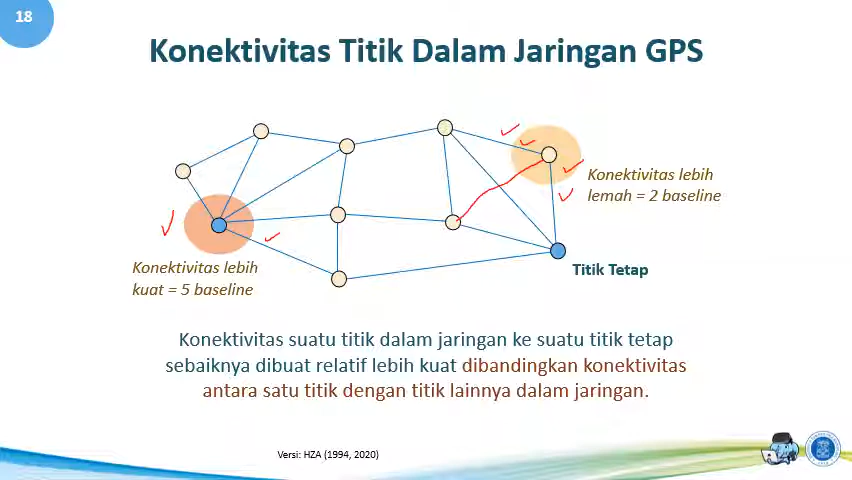 18
Konektivitas Titik Dalam Jaringan GPS
Konektivitas lebih
lemah = 2 baseline
Konektivitas lebih
kuat = 5 baseline
Titik Tetap
Konektivitas suatu titik dalam jaringan ke suatu titik tetap
sebaiknya dibuat relatif lebih kuat dibandingkan konektivitas
antara satu titik dengan titik lainnya dalam jaringan.
Versi: HZA (1994, 2020)